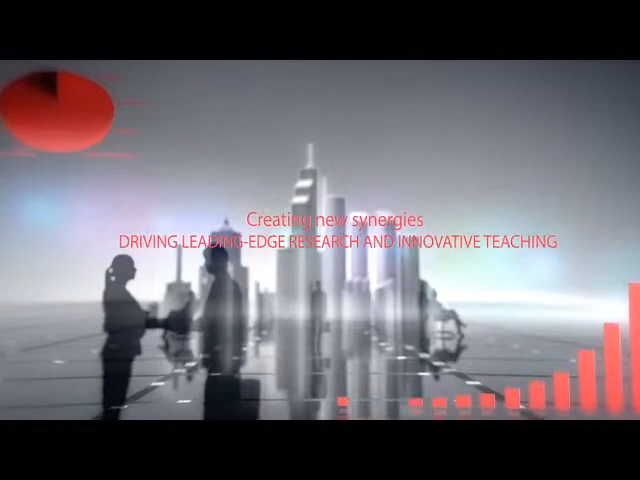 Creating new synergies
DRIVING LEADING-EDGE RESEARCH AND INNOVATIVE TEACHING